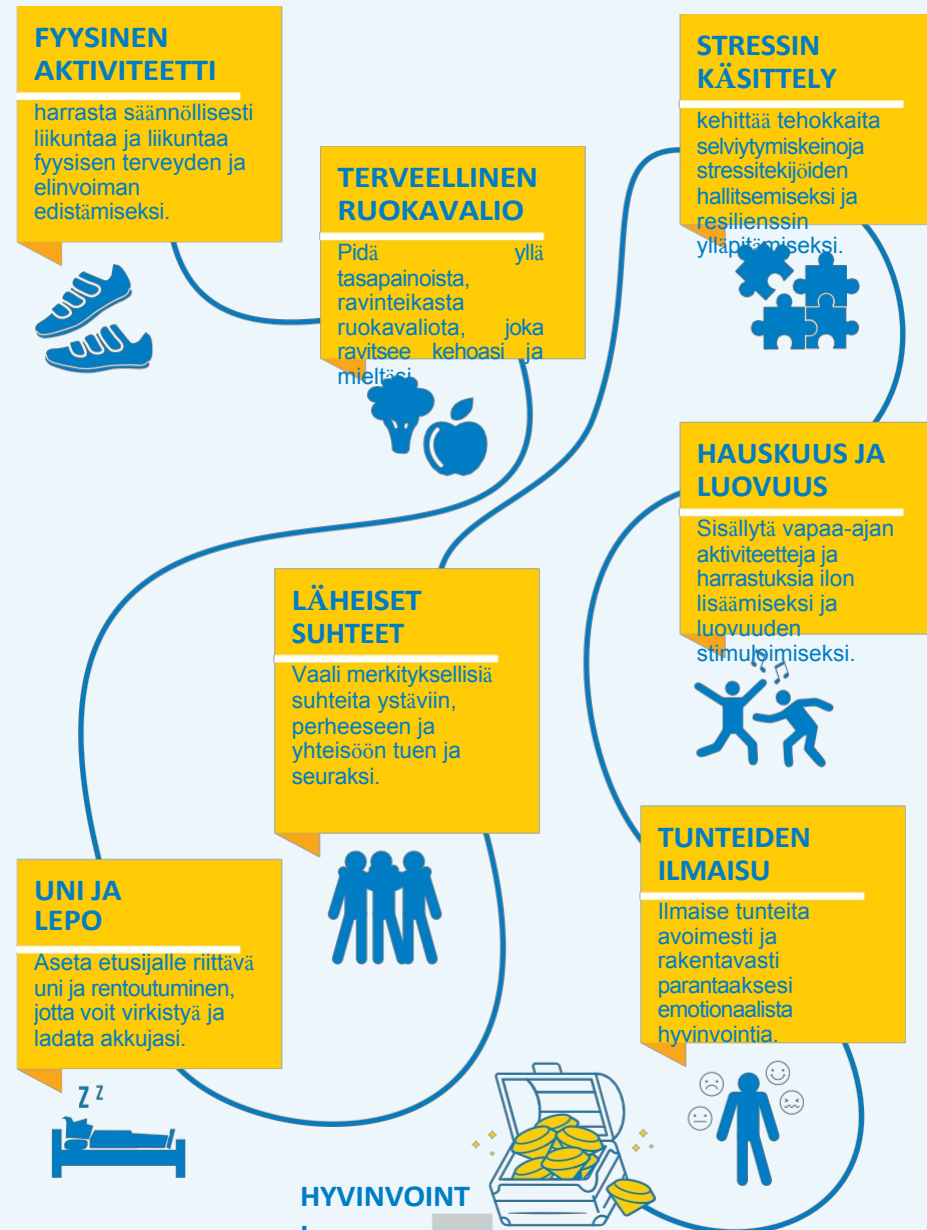 FYYSINEN
AKTIVITEETTI
harrasta säännöllisesti
liikuntaa ja liikuntaa
fyysisen terveyden ja
elinvoiman
edistämiseksi.
TERVEELLINEN
RUOKAVALIO
Pidä yllä
tasapainoista,
ravinteikasta
ruokavaliota, joka
ravitsee kehoasi ja
mieltäsi.
UNI JA
LEPO
Aseta etusijalle riittävä
uni ja rentoutuminen,
jotta voit virkistyä ja
ladata akkujasi.
Z Z
LÄHEISET
SUHTEET
Vaali merkityksellisiä
suhteita ystäviin,
perheeseen ja
yhteisöön tuen ja
seuraksi.
STRESSIN
KÄSITTELY
kehittää tehokkaita
selviytymiskeinoja
stressitekijöiden
hallitsemiseksi ja
resilienssin
ylläpitämiseksi.
HAUSKUUS JA
LUOVUUS
Sisällytä vapaa-ajan
aktiviteetteja ja
harrastuksia ilon
lisäämiseksi ja
luovuuden
stimuloimiseksi.
TUNTEIDEN
ILMAISU
Ilmaise tunteita
avoimesti ja
rakentavasti
parantaaksesi
emotionaalista
hyvinvointia.
HYVINVOINT